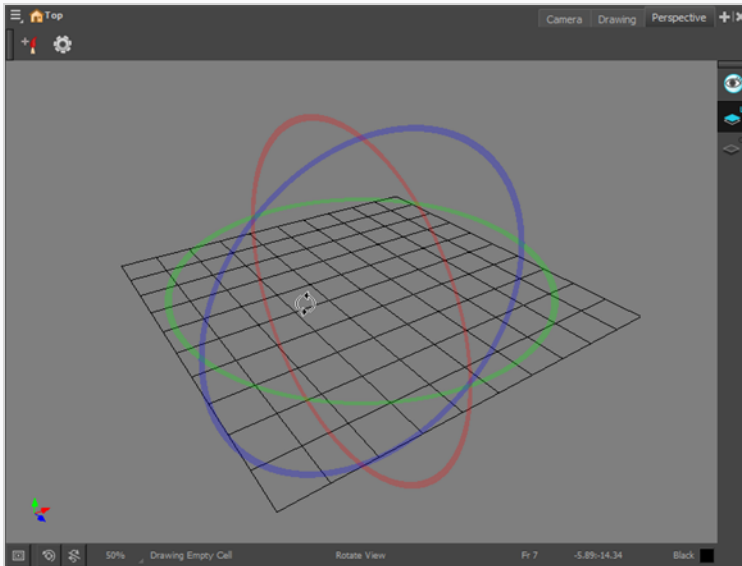 Top
Camera Drawing Perspective
50% Drawing Empty Cell Rotate View Fr 7 -5.89:-14.34 Black